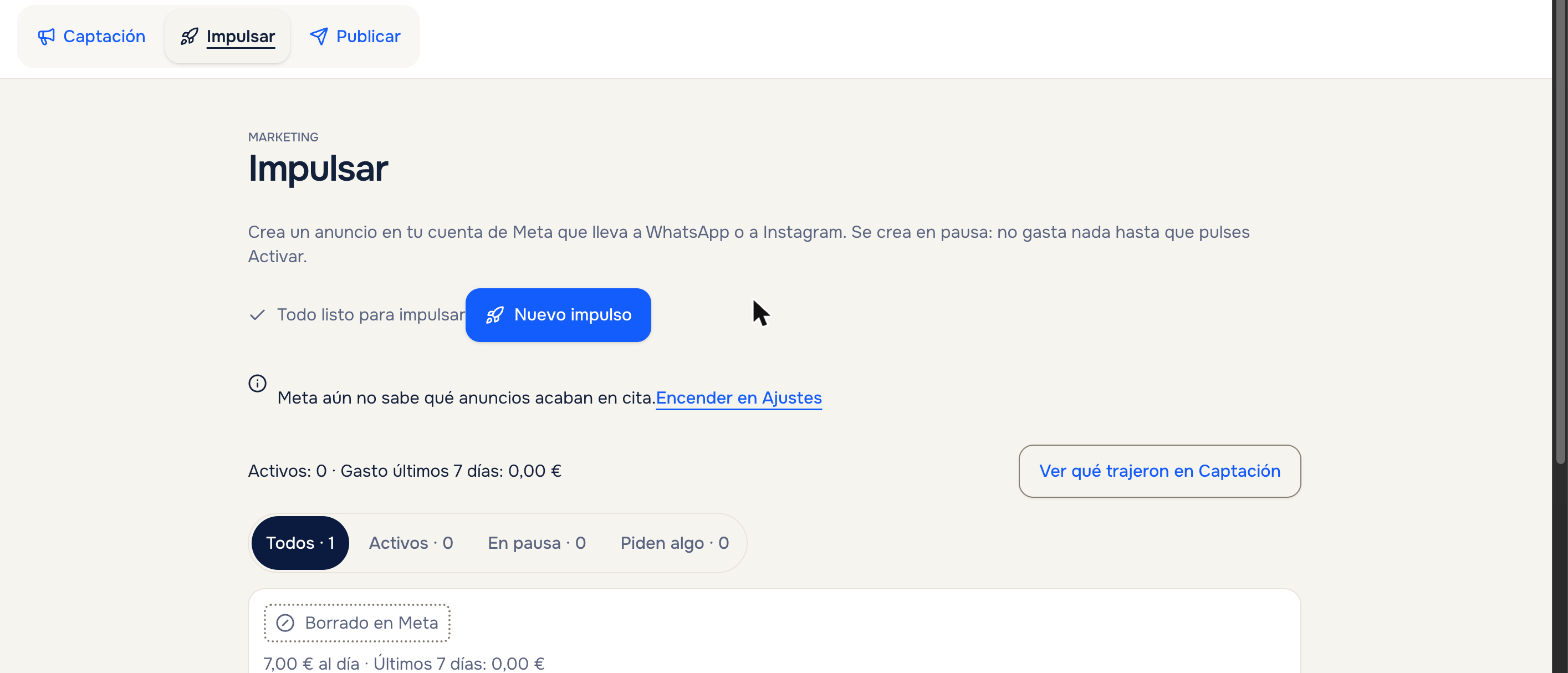 Captación Impulsar Publicar
MARKETING
Impulsar
Crea un anuncio en tu cuenta de Meta que lleva a WhatsApp o a Instagram. Se crea en pausa: no gasta nada hasta que pulses
Activar.
Todo listo para impulsar Nuevo impulso
Meta aún no sabe qué anuncios acaban en cita.Encender en Ajustes
Activos: 0 · Gasto últimos 7 días: 0,00 € Ver qué trajeron en Captación
Todos · 1 Activos · 0 En pausa · 0 Piden algo · 0
Borrado en Meta
7,00 € al día · Últimos 7 días: 0,00 €